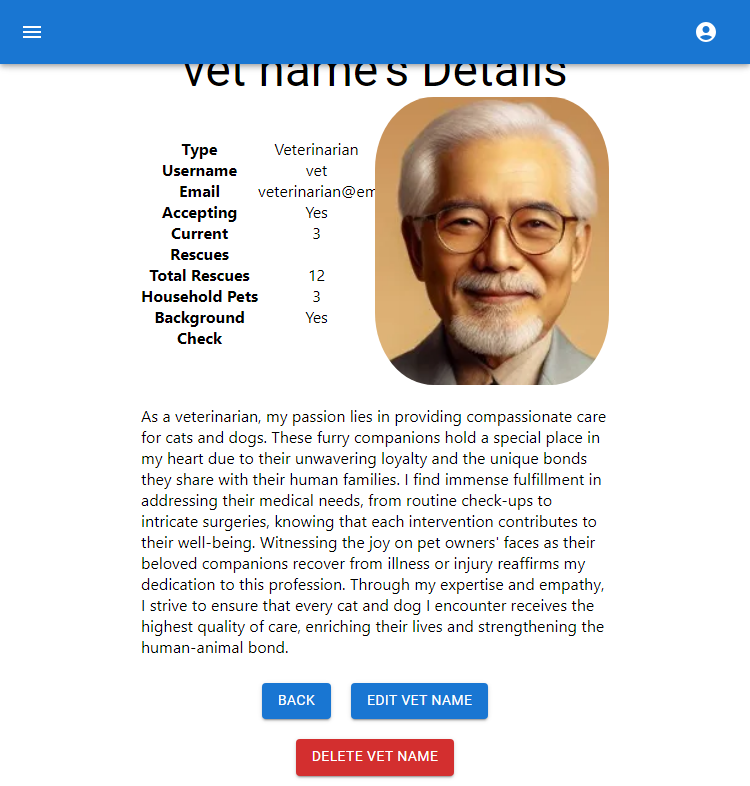 Vet name's Details
Type Veterinarian
Username vet
Email veterinarian@em
Accepting Yes
Current 3
Rescues
Total Rescues 12
Household Pets 3
Background Yes
Check
As a veterinarian, my passion lies in providing compassionate care
for cats and dogs. These furry companions hold a special place in
my heart due to their unwavering loyalty and the unique bonds
they share with their human families. I find immense fulfillment in
addressing their medical needs, from routine check-ups to
intricate surgeries, knowing that each intervention contributes to
their well-being. Witnessing the joy on pet owners' faces as their
beloved companions recover from illness or injury reaffirms my
dedication to this profession. Through my expertise and empathy,
I strive to ensure that every cat and dog I encounter receives the
highest quality of care, enriching their lives and strengthening the
human-animal bond.
BACK
EDIT VET NAME
DELETE VET NAME